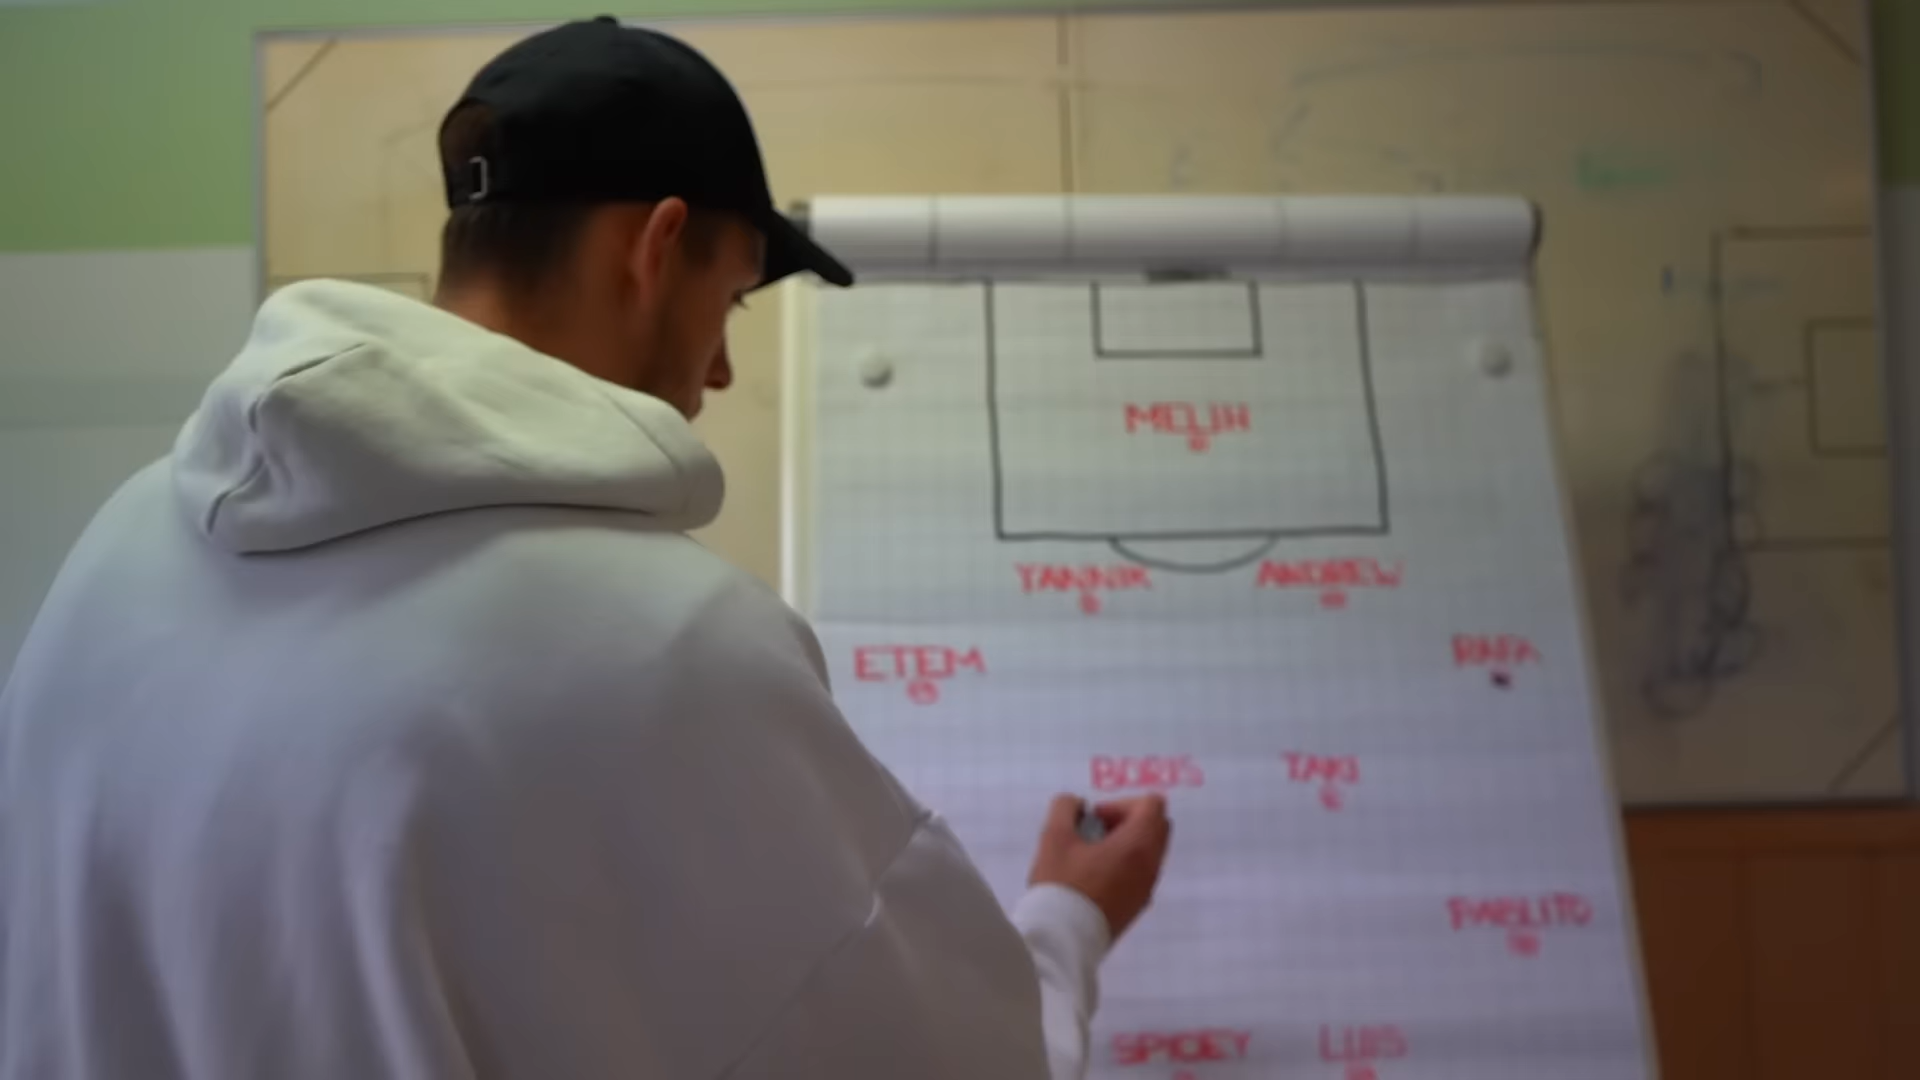 MELIH
YANNIK ANDREW
ETEM RAFA
BORIS TAKI
PABLITO
SPIDEY LUIS